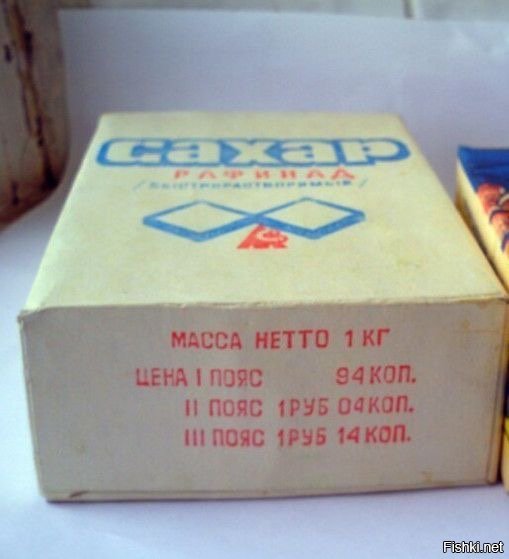 Сахар
РАФИНАД
/БЫСТРОРАСТВОРИМЫЙ/
МАССА НЕТТО 1 КГ
ЦЕНА I ПОЯС 94 КОП.
II ПОЯС 1 РУБ 04 КОП.
III ПОЯС 1 РУБ 14 КОП.
Fishki.net